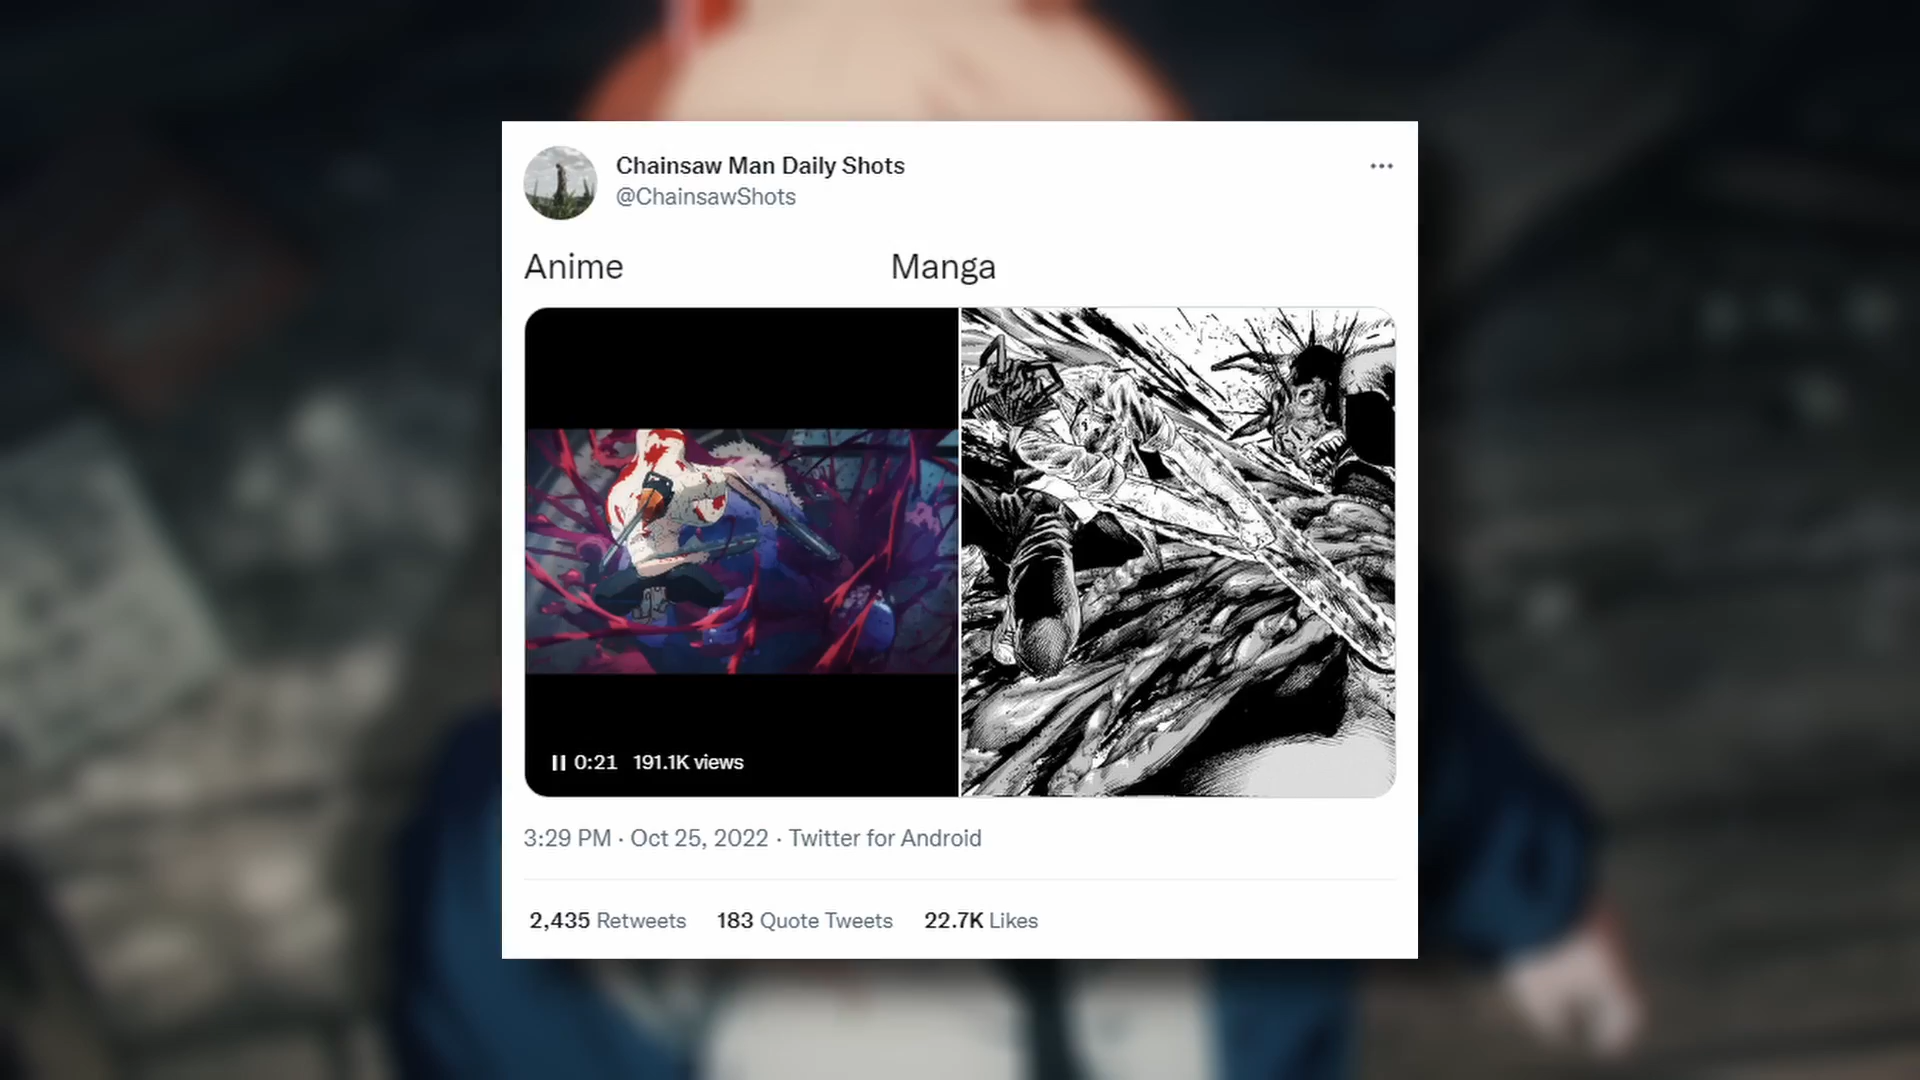 Chainsaw Man Daily Shots
@ChainsawShots
Anime Manga
0:21 191.1K views
3:29 PM · Oct 25, 2022 · Twitter for Android
2,435 Retweets 183 Quote Tweets 22.7K Likes